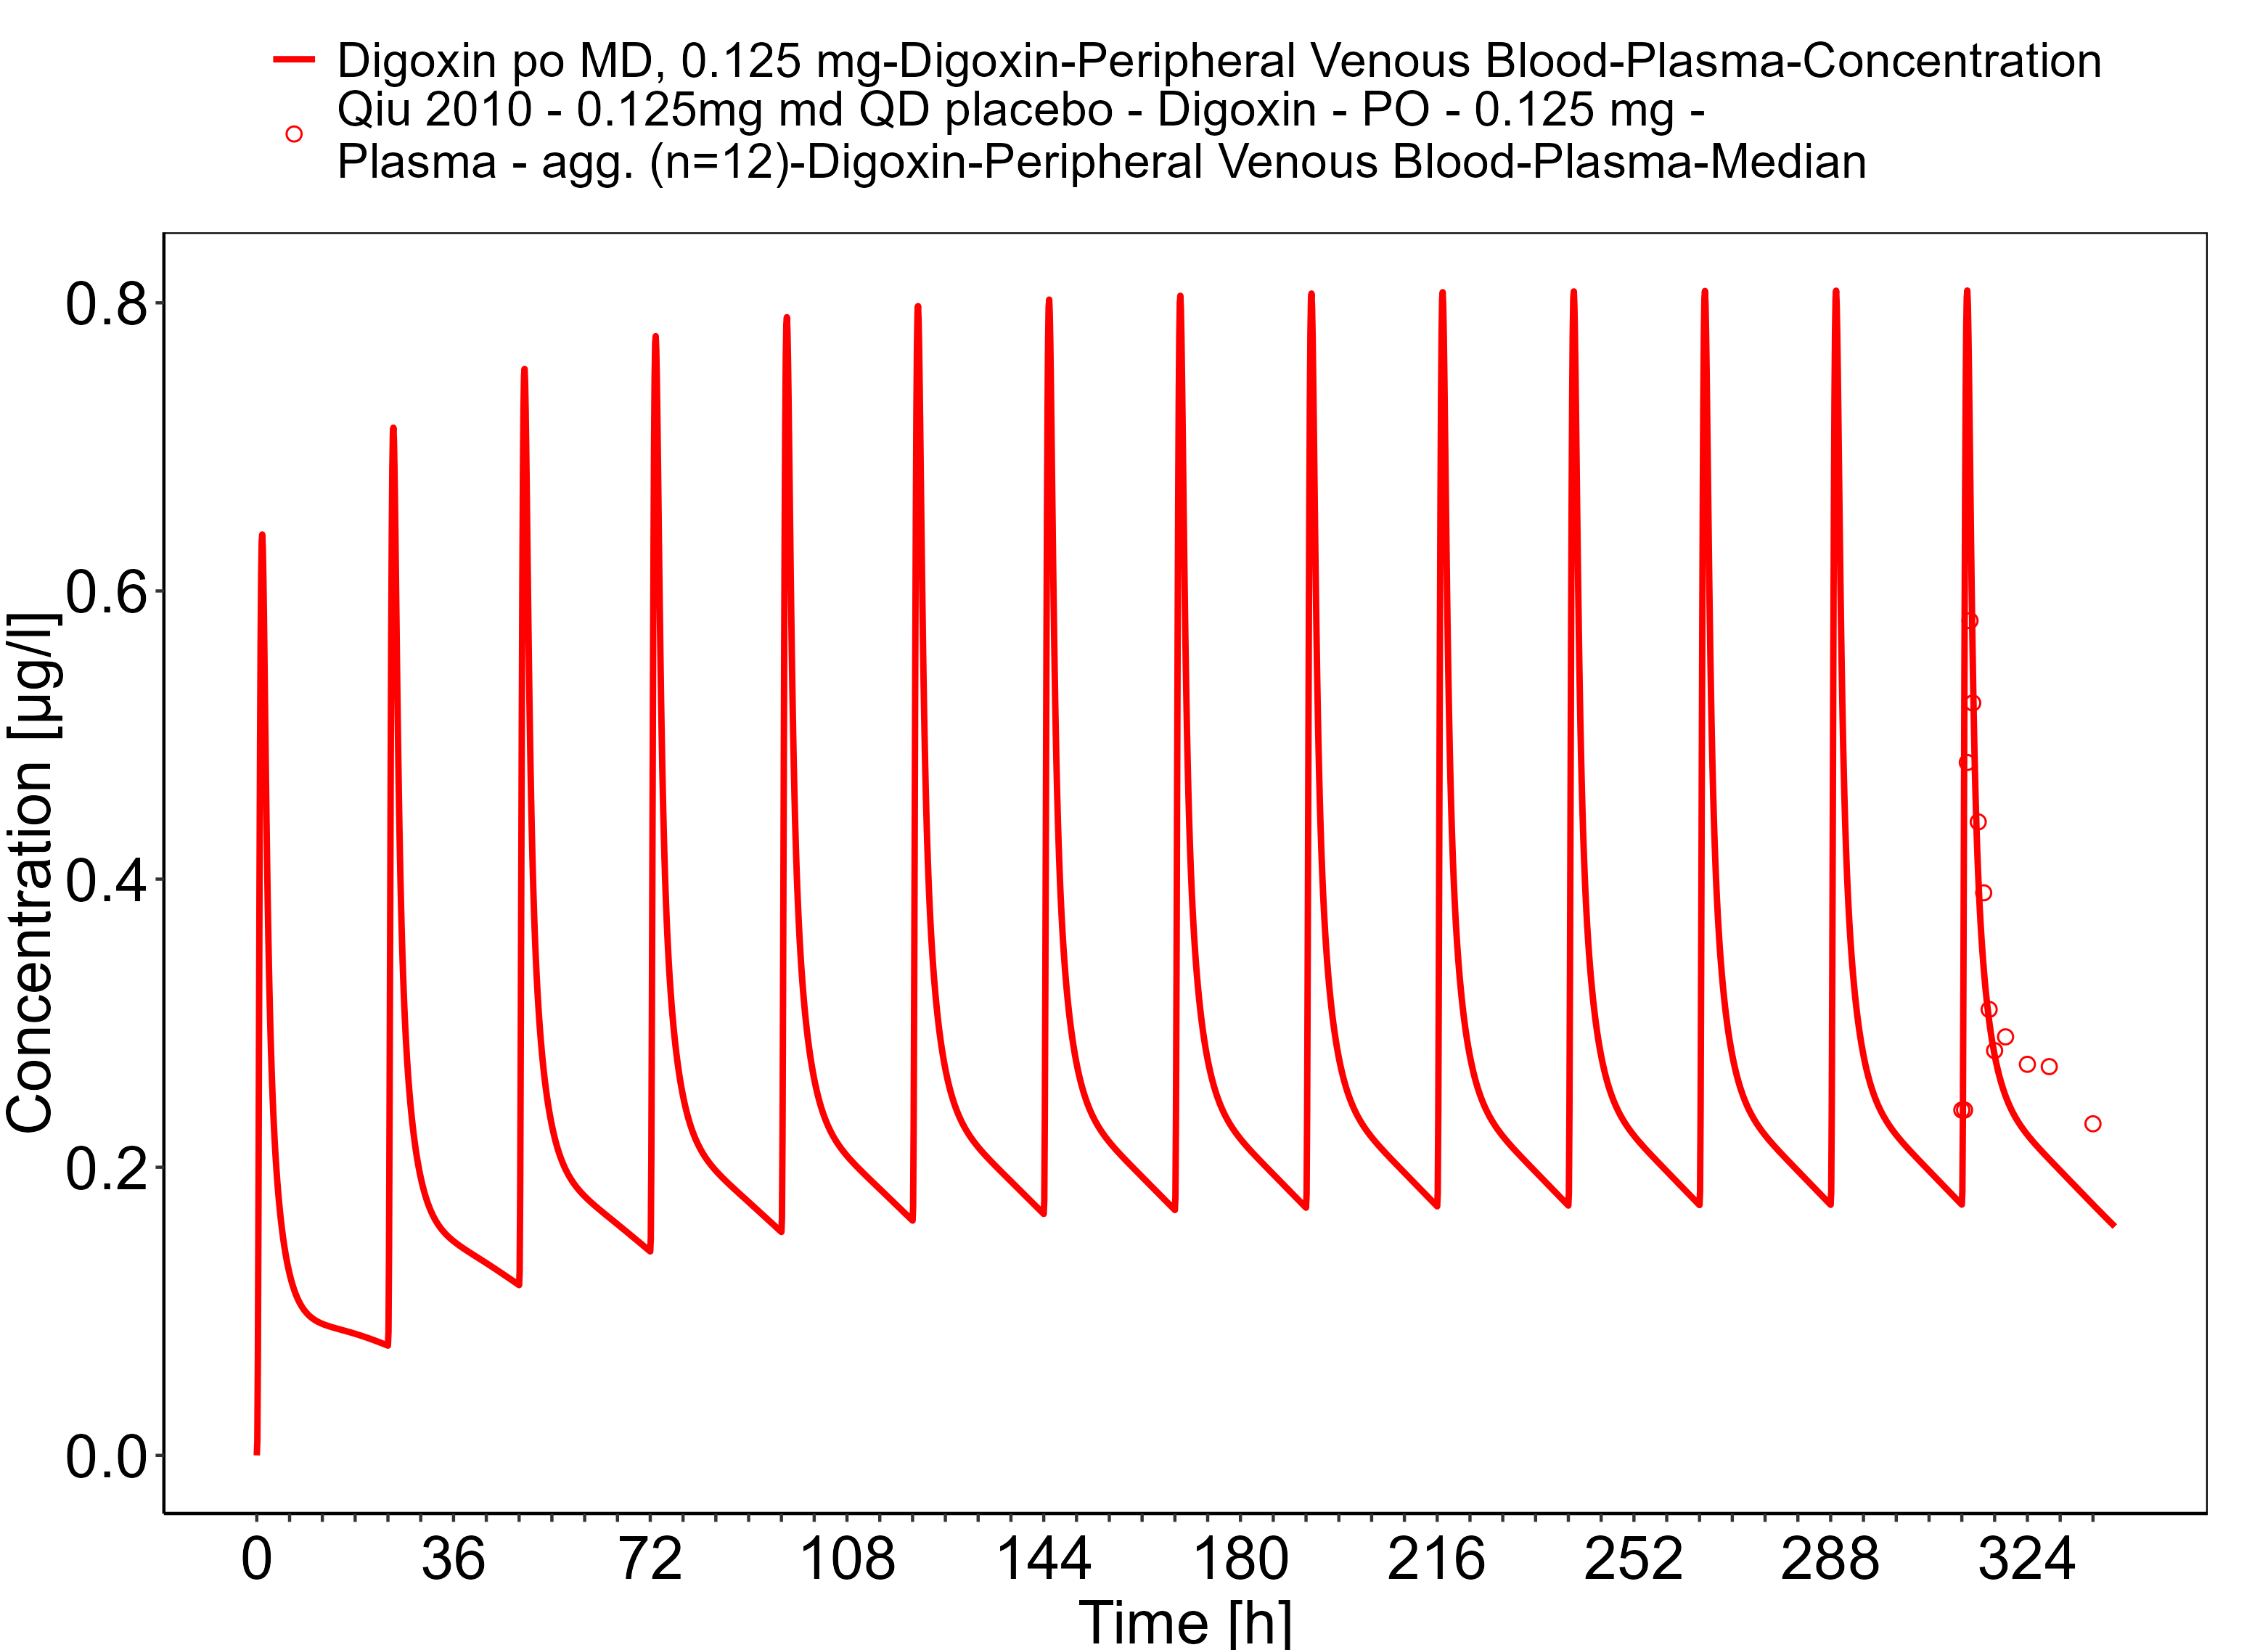 Digoxin po MD, 0.125 mg-Digoxin-Peripheral Venous Blood-Plasma-Concentration
Qiu 2010 - 0.125mg md QD placebo - Digoxin - PO - 0.125 mg -
Plasma - agg. (n=12)-Digoxin-Peripheral Venous Blood-Plasma-Median
Concentration [µg/l]
0.8
0.6
0.4
0.2
0.0
0 36 72 108 144 180 216 252 288 324
Time [h]